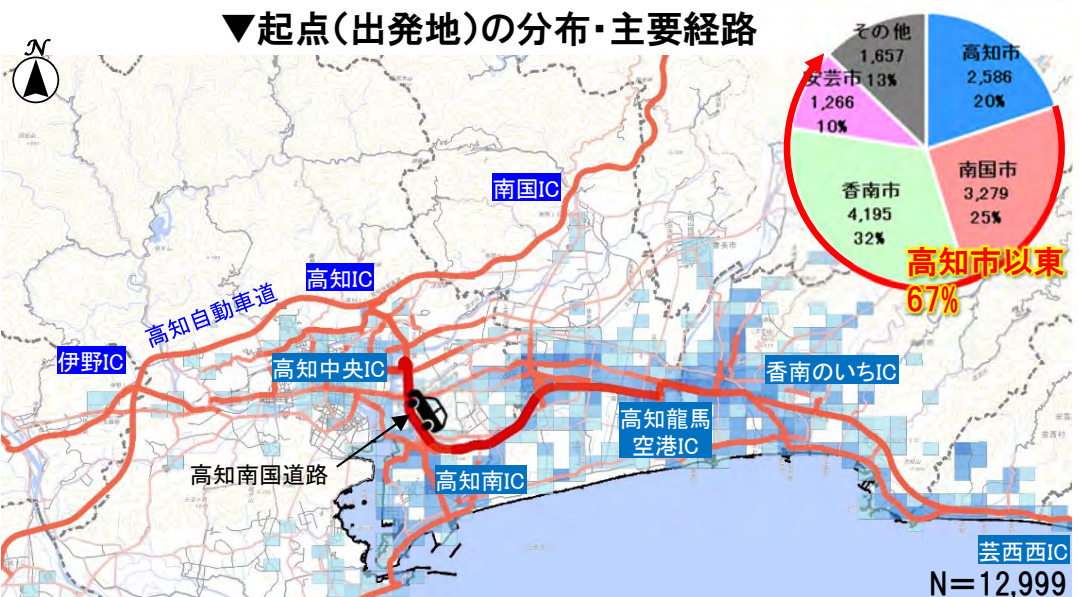 ▼起点(出発地)の分布・主要経路
N
その他
1,657
13%
高知市
2,586
20%
安芸市
1,266
10%
南国市
3,279
25%
香南市
4,195
32%
高知市以東
67%
南国IC
高知IC
高知自動車道
伊野IC
高知中央IC
香南のいちIC
高知龍馬
空港IC
高知南国道路
高知南IC
芸西西IC
N=12,999